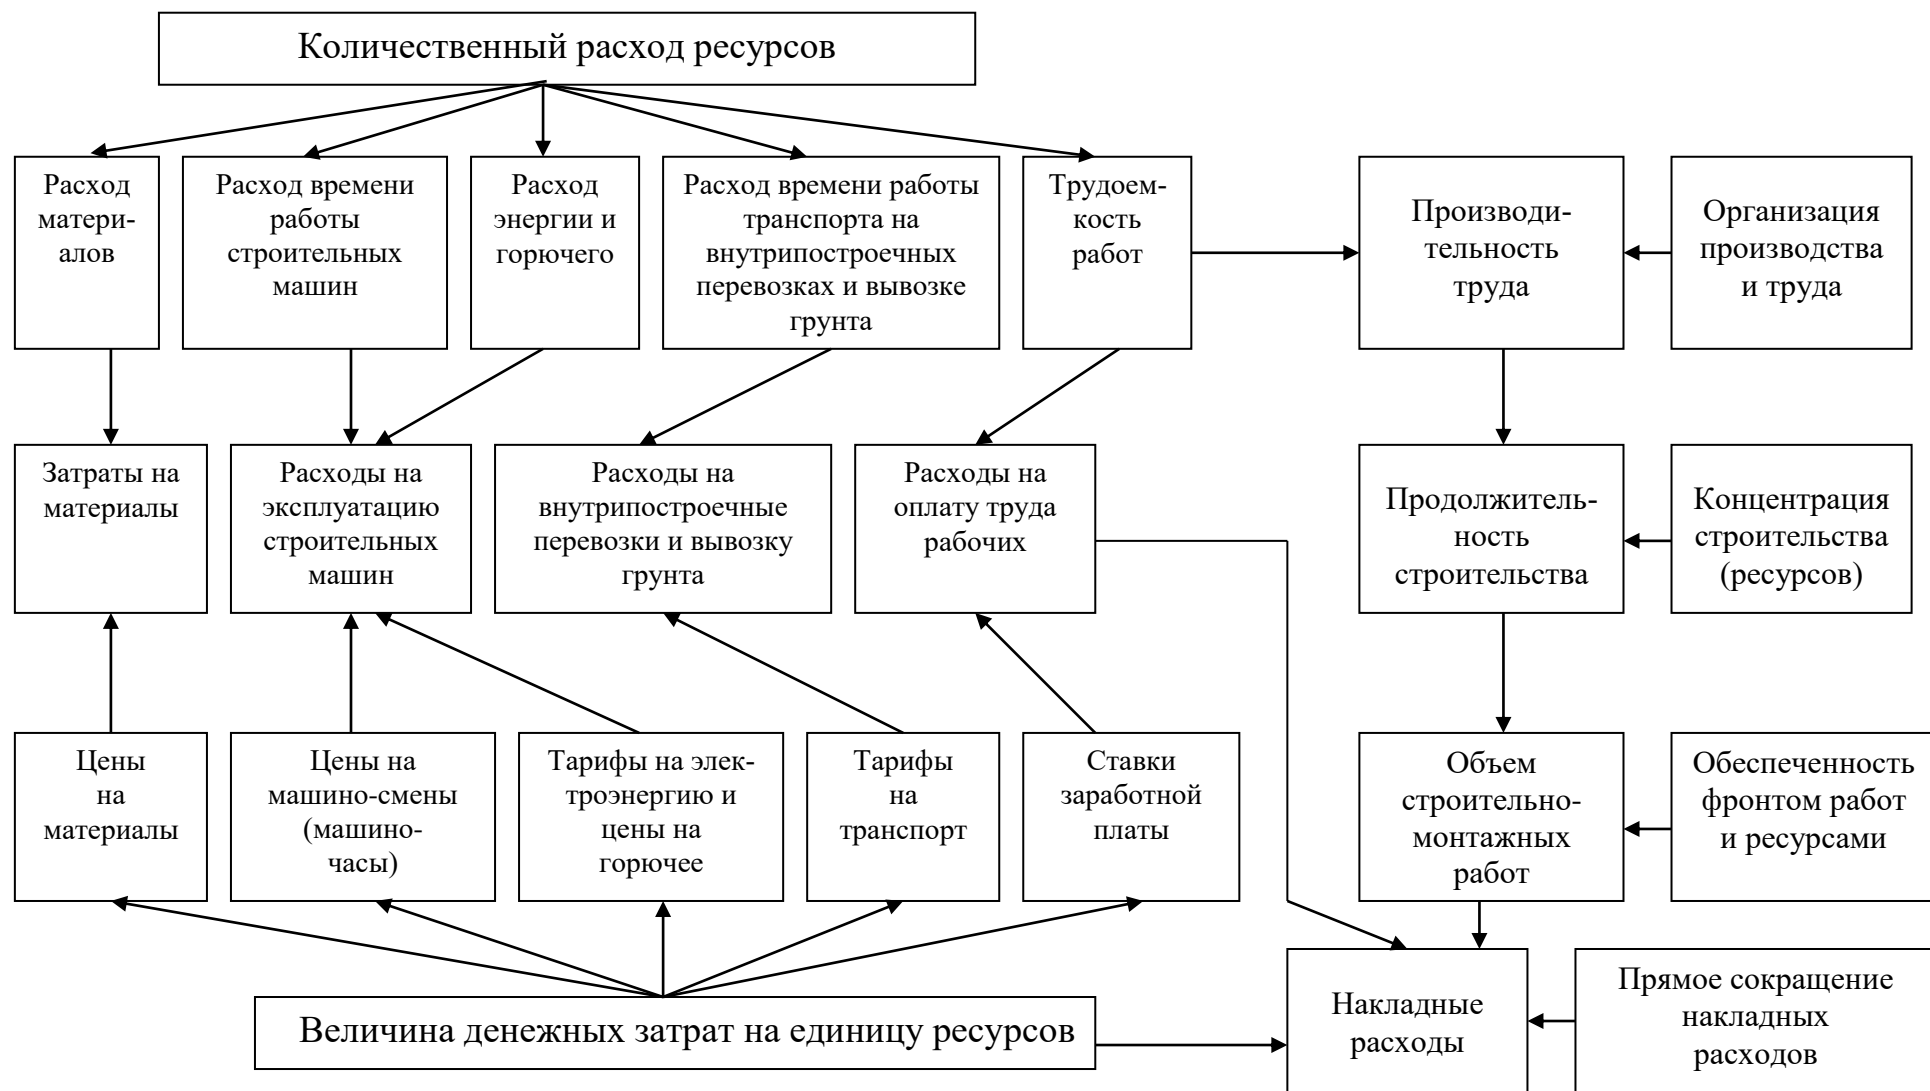 Количественный расход ресурсов
Расход
матери-
алов
Расход времени
работы
строительных
машин
Расход
энергии и
горючего
Расход времени работы
транспорта на
внутрипостроечных
перевозках и вывозке
грунта
Трудоем-
кость
работ
Производи-
тельность
труда
Организация
производства
и труда
Затраты на
материалы
Расходы на
эксплуатацию
строительных
машин
Расходы на
внутрипостроечные
перевозки и вывозку
грунта
Расходы на
оплату труда
рабочих
Продолжитель-
ность
строительства
Концентрация
строительства
(ресурсов)
Цены
на
материалы
Цены на
машино-смены
(машино-
часы)
Тарифы на элек-
троэнергию и
цены на
горючее
Тарифы
на
транспорт
Ставки
заработной
платы
Объем
строительно-
монтажных
работ
Обеспеченность
фронтом работ
и ресурсами
Величина денежных затрат на единицу ресурсов
Накладные
расходы
Прямое сокращение
накладных
расходов